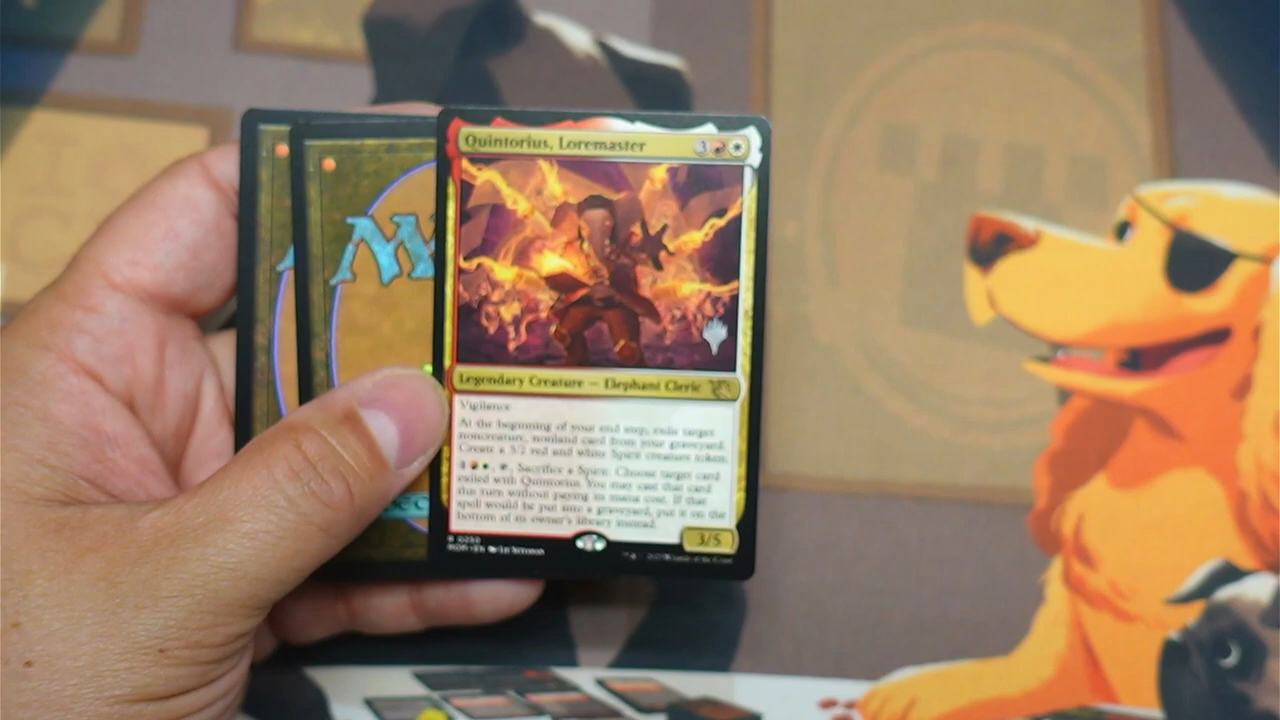 Quintorius, Loremaster
3
Legendary Creature — Elephant Cleric
Vigilance
At the beginning of your end step, exile target
noncreature, nonland card from your graveyard.
Create a 3/2 red and white Spirit creature token.
Sacrifice a Spirit: Choose target card
exiled with Quintorius. You may cast that card
this turn without paying its mana cost. If that
spell would be put into a graveyard, put it on the
bottom of its owner's library instead.
3/5
MOM • EN